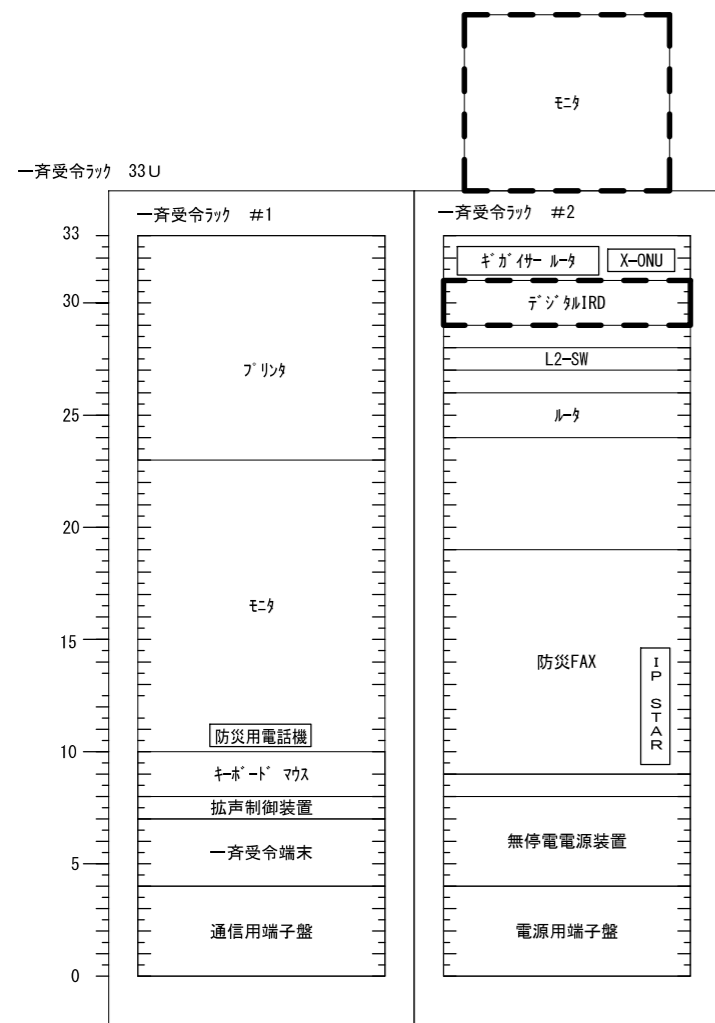 ﾓﾆﾀ
一斉受令ﾗｯｸ 33U
一斉受令ﾗｯｸ #1
一斉受令ﾗｯｸ #2
33
30
25
20
15
10
5
0
ﾌﾟﾘﾝﾀ
ﾓﾆﾀ
防災用電話機
ｷｰﾎﾞｰﾄﾞ ﾏｳｽ
拡声制御装置
一斉受令端末
通信用端子盤
ｷﾞｶﾞｲｻｰ ﾙｰﾀ
X-ONU
ﾃﾞｼﾞﾀﾙIRD
L2-SW
ﾙｰﾀ
防災FAX
IP STAR
無停電電源装置
電源用端子盤